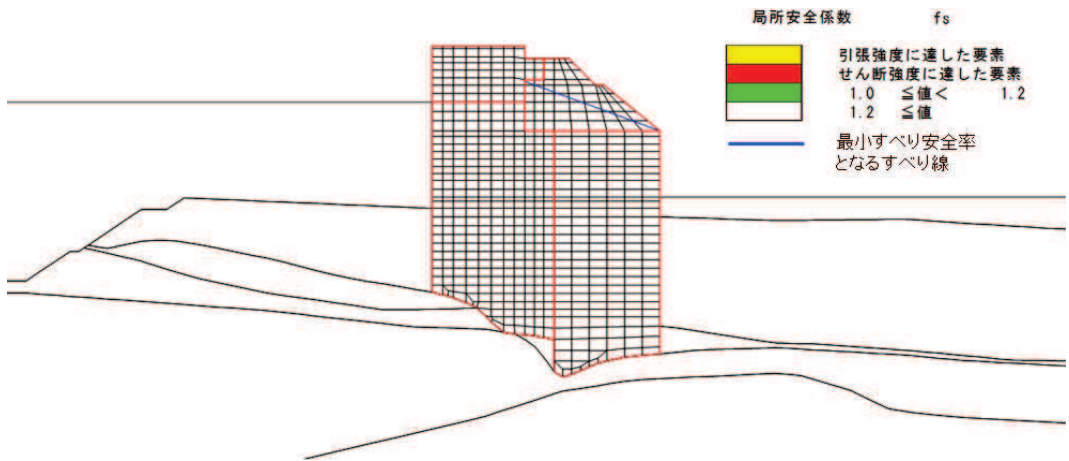 局所安全係数 fs
引張強度に達した要素
せん断強度に達した要素
1.0 ≦値< 1.2
1.2 ≦値
最小すべり安全率
となるすべり線